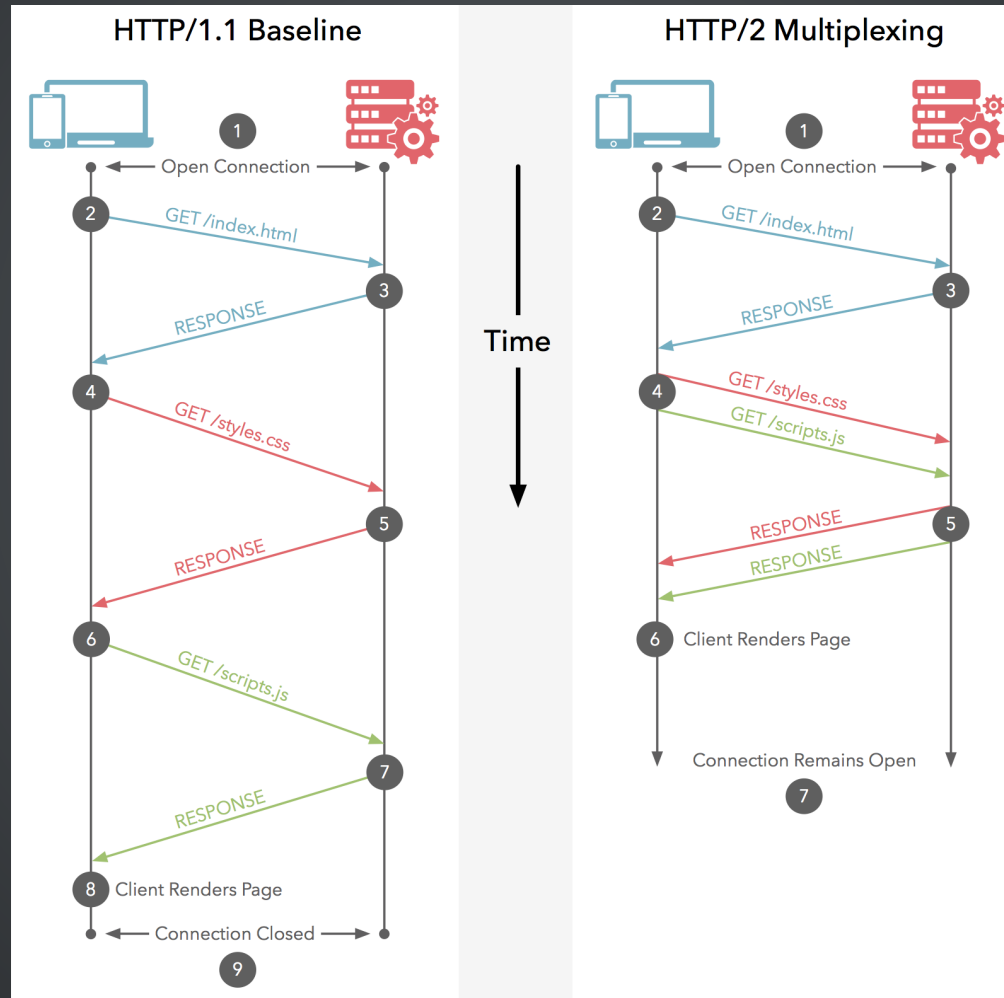 HTTP/1.1 Baseline
1
Open Connection
2
GET /index.html
3
RESPONSE
4
GET /styles.css
5
RESPONSE
6
GET /scripts.js
7
RESPONSE
8 Client Renders Page
Connection Closed
9
Time
HTTP/2 Multiplexing
1
Open Connection
2
GET /index.html
3
RESPONSE
4
GET /styles.css
GET /scripts.js
5
RESPONSE
RESPONSE
6 Client Renders Page
Connection Remains Open
7